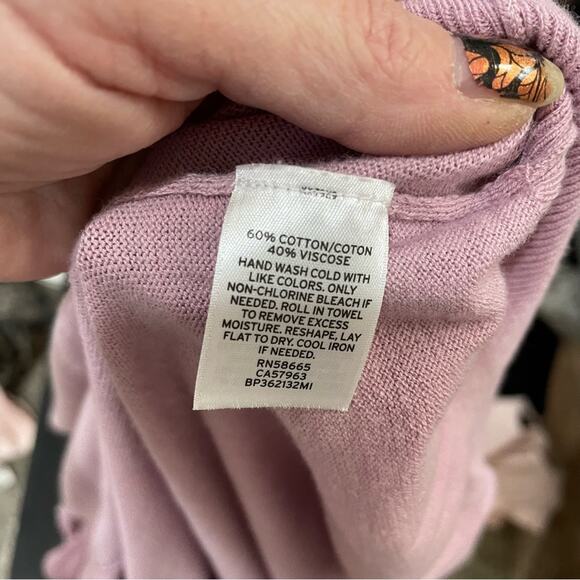 60% COTTON/COTON
40% VISCOSE
HAND WASH COLD WITH
LIKE COLORS. ONLY
NON-CHLORINE BLEACH IF
NEEDED. ROLL IN TOWEL
TO REMOVE EXCESS
MOISTURE. RESHAPE, LAY
FLAT TO DRY. COOL IRON
IF NEEDED.
RN58665
CA57963
BP362132MI